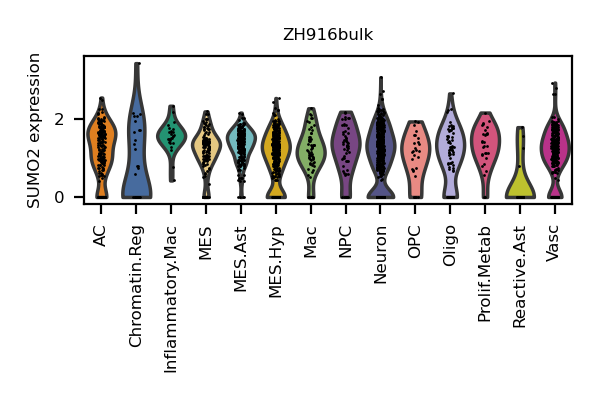 ZH916bulk
SUMO2 expression
2
0
AC
Chromatin.Reg
Inflammatory.Mac
MES
MES.Ast
MES.Hyp
Mac
NPC
Neuron
OPC
Oligo
Prolif.Metab
Reactive.Ast
Vasc